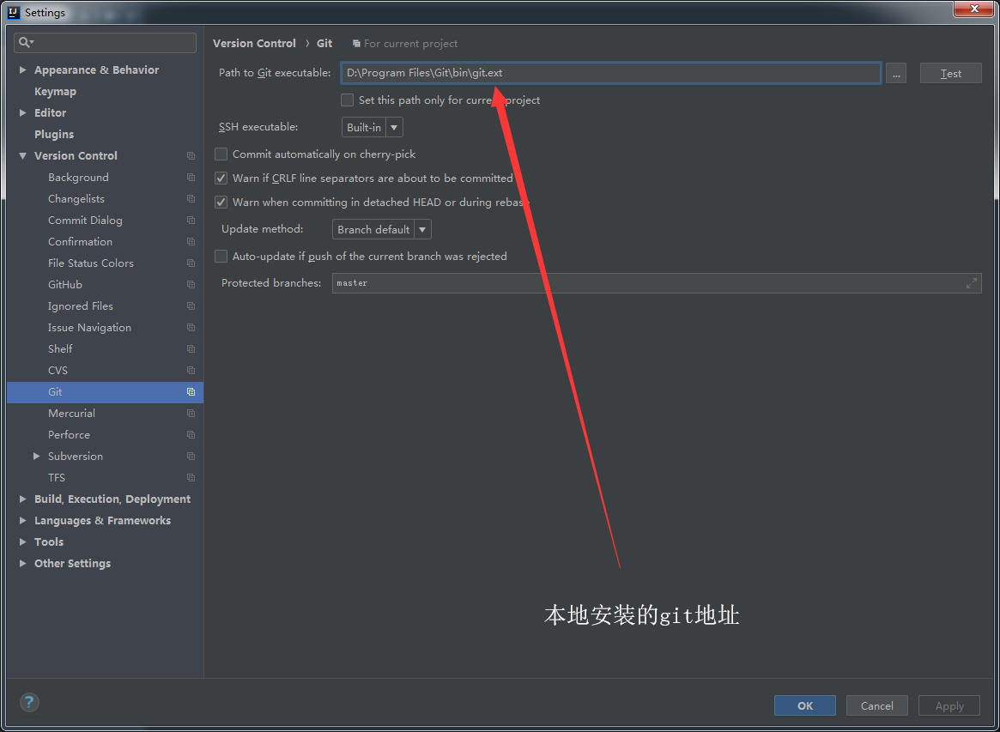 Settings
Appearance & Behavior
Keymap
Editor
Plugins
Version Control
Background
Changelists
Commit Dialog
Confirmation
File Status Colors
GitHub
Ignored Files
Issue Navigation
Shelf
CVS
Git
Mercurial
Perforce
Subversion
TFS
Build, Execution, Deployment
Languages & Frameworks
Tools
Other Settings
Version Control › Git For current project
Path to Git executable: D:\Program Files\Git\bin\git.ext ... Test
Set this path only for current project
SSH executable: Built-in
Commit automatically on cherry-pick
Warn if CRLF line separators are about to be committed
Warn when committing in detached HEAD or during rebase
Update method: Branch default
Auto-update if push of the current branch was rejected
Protected branches: master
本地安装的git地址
? OK Cancel Apply